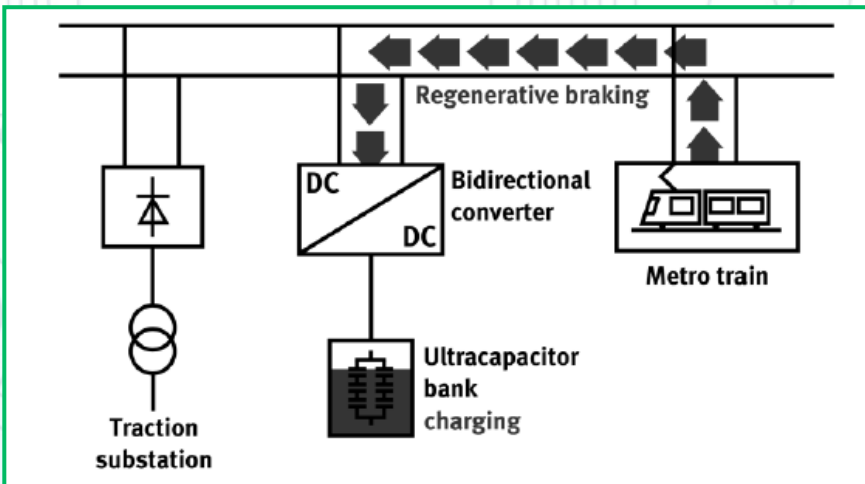 Regenerative braking
DC
DC
Bidirectional
converter
Metro train
Ultracapacitor
bank
charging
Traction
substation